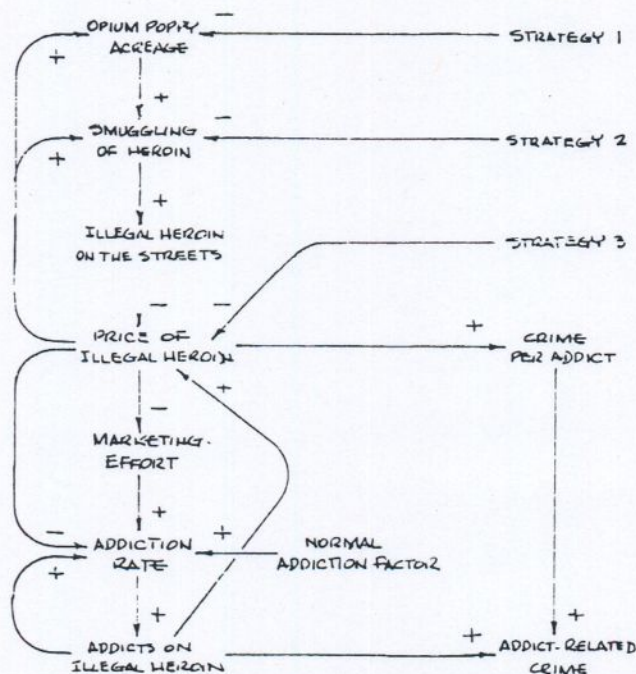 −
OPIUM POPPY
ACREAGE
STRATEGY 1
+
+
−
SMUGGLING
OF HEROIN
STRATEGY 2
+
+
ILLEGAL HEROIN
ON THE STREETS
STRATEGY 3
−
−
+
PRICE OF
ILLEGAL HEROIN
CRIME
PER ADDICT
+
−
MARKETING
EFFORT
+
−
+
ADDICTION
RATE
NORMAL
ADDICTION FACTOR
+
+
+
+
ADDICTS ON
ILLEGAL HEROIN
ADDICT-RELATED
CRIME